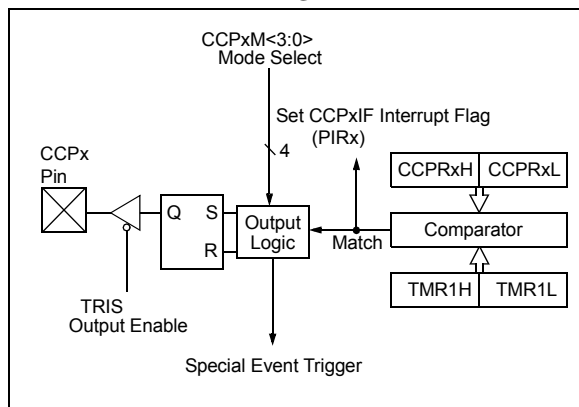 CCPxM<3:0>
Mode Select
Set CCPxIF Interrupt Flag
(PIRx)
4
CCPx
Pin
CCPRxH CCPRxL
Q S
R
Output
Logic
Match
Comparator
TMR1H TMR1L
TRIS
Output Enable
Special Event Trigger